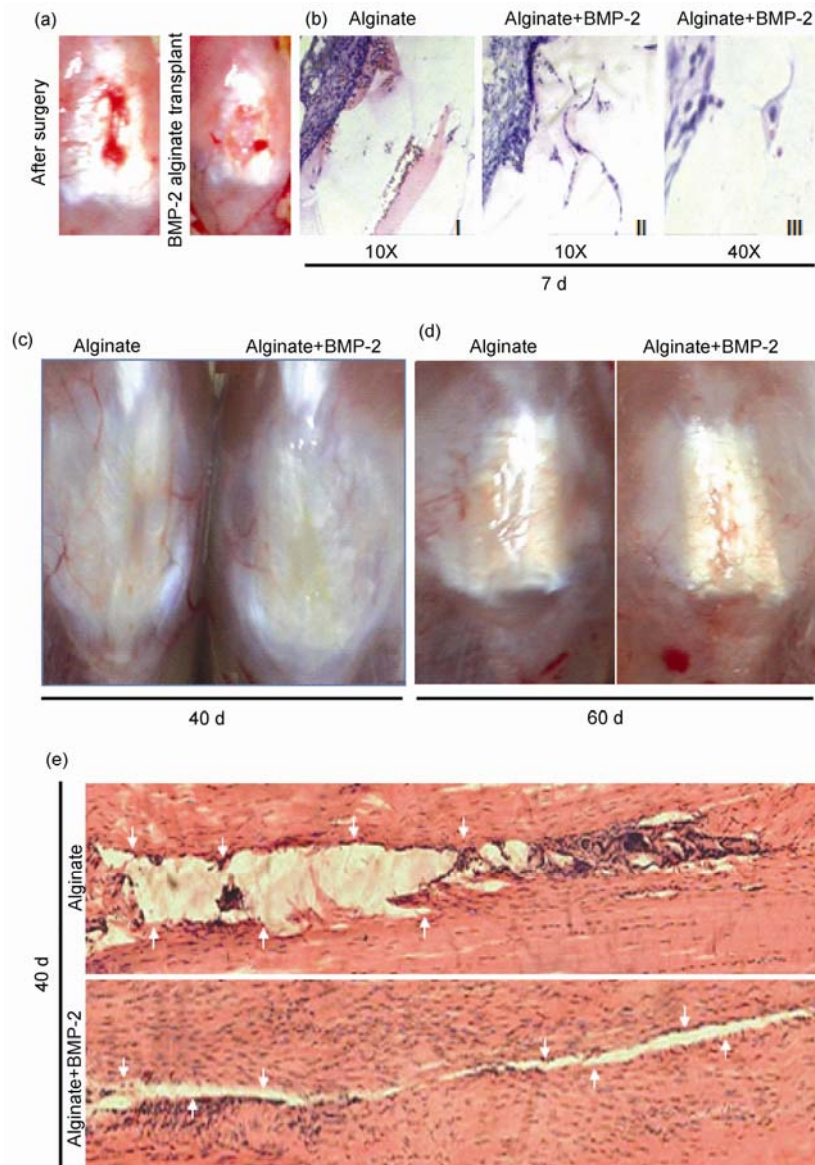 (a)
After surgery
BMP-2 alginate transplant
(b)
Alginate
Alginate+BMP-2
Alginate+BMP-2
I
II
III
10X
10X
40X
7 d
(c)
Alginate
Alginate+BMP-2
40 d
(d)
Alginate
Alginate+BMP-2
60 d
(e)
40 d
Alginate
Alginate+BMP-2